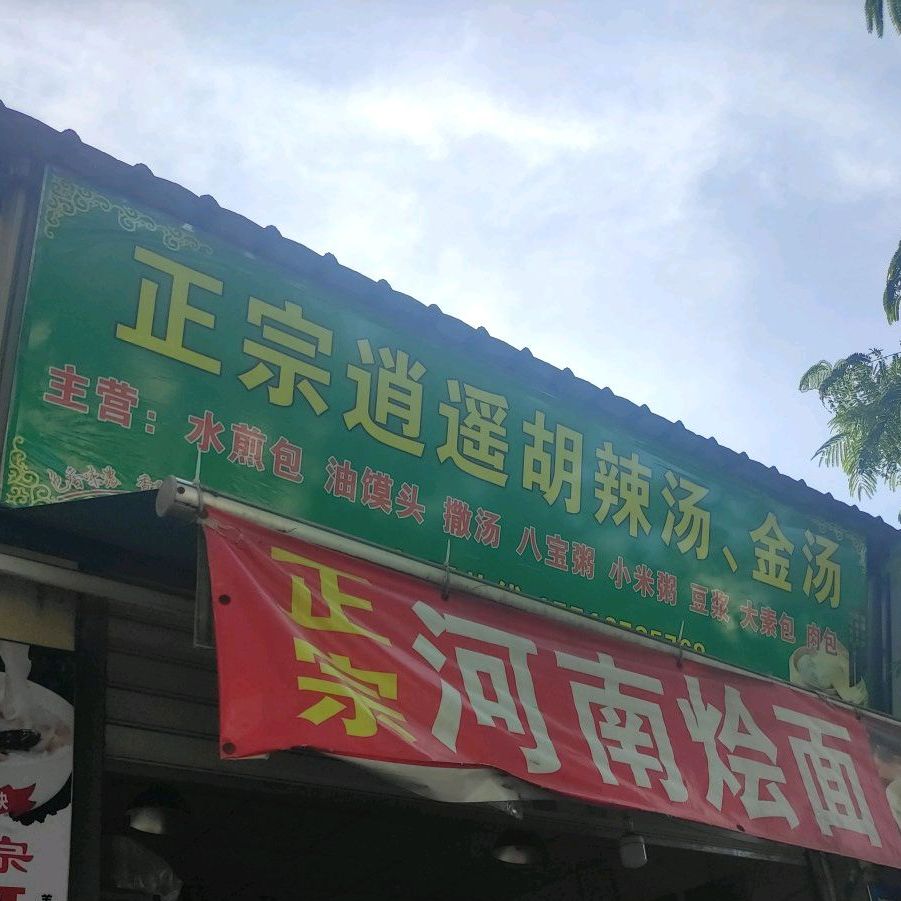 正宗逍遥胡辣汤、金汤
主营：水煎包 油馍头 撒汤 八宝粥 小米粥 豆浆 大素包 肉包
正宗河南烩面
宗